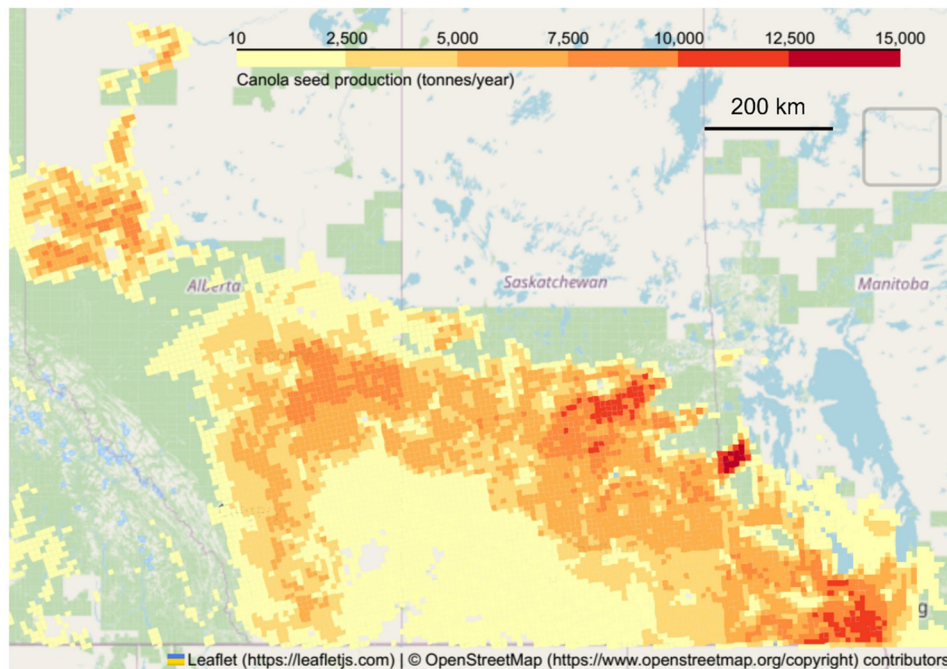 10 2,500 5,000 7,500 10,000 12,500 15,000
Canola seed production (tonnes/year)
200 km
Alberta
Saskatchewan
Manitoba
g
Leaflet (https://leafletjs.com) | © OpenStreetMap (https://www.openstreetmap.org/copyright) contributors